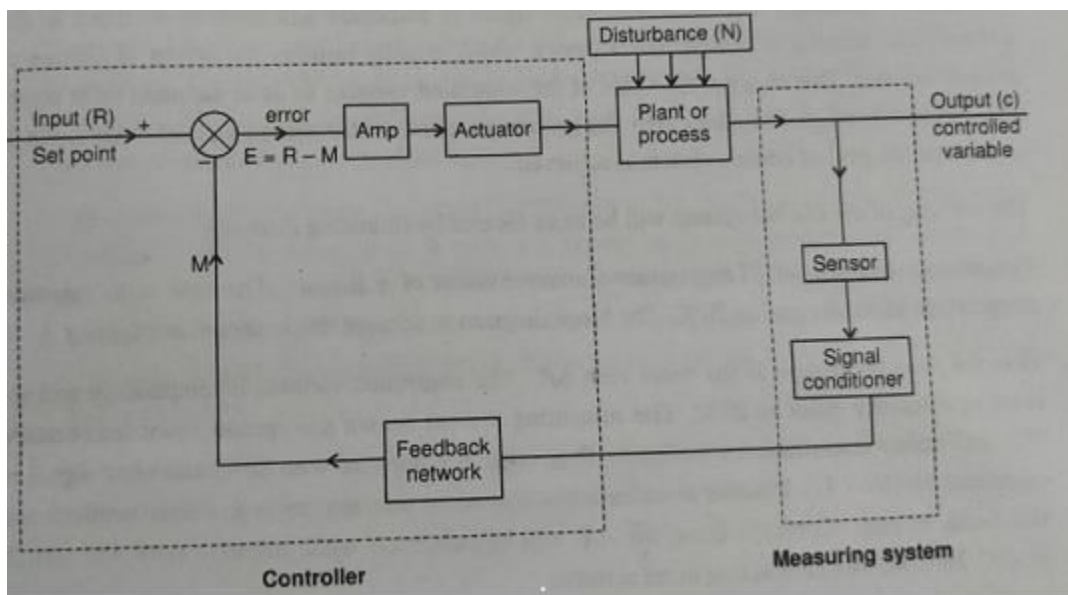 Disturbance (N)
Input (R)
Set point
+
−
error
E = R − M
Amp
Actuator
Plant or
process
Output (c)
controlled
variable
M
Sensor
Signal
conditioner
Feedback
network
Controller
Measuring system